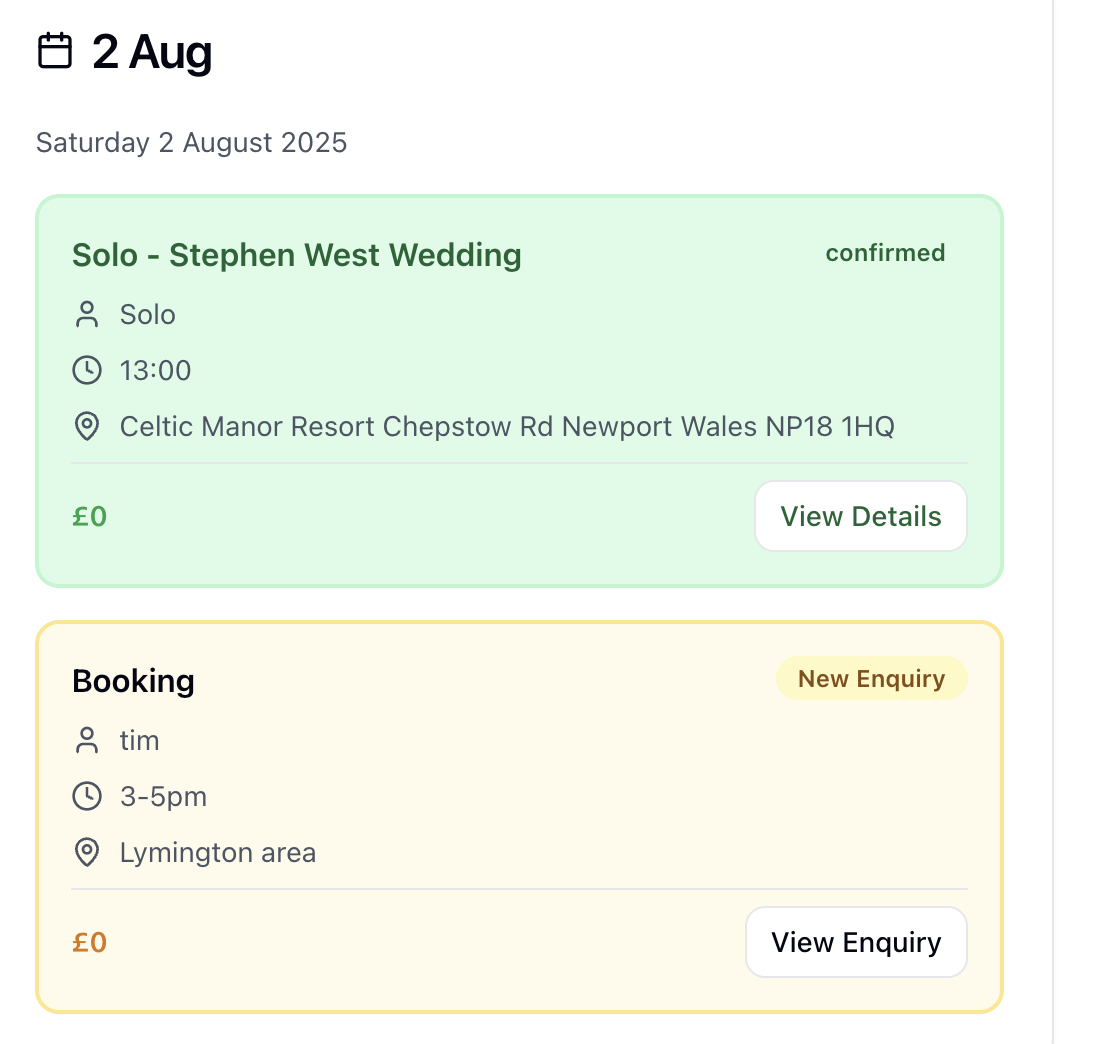 2 Aug
Saturday 2 August 2025
Solo - Stephen West Wedding
confirmed
Solo
13:00
Celtic Manor Resort Chepstow Rd Newport Wales NP18 1HQ
£0
View Details
Booking
New Enquiry
tim
3-5pm
Lymington area
£0
View Enquiry